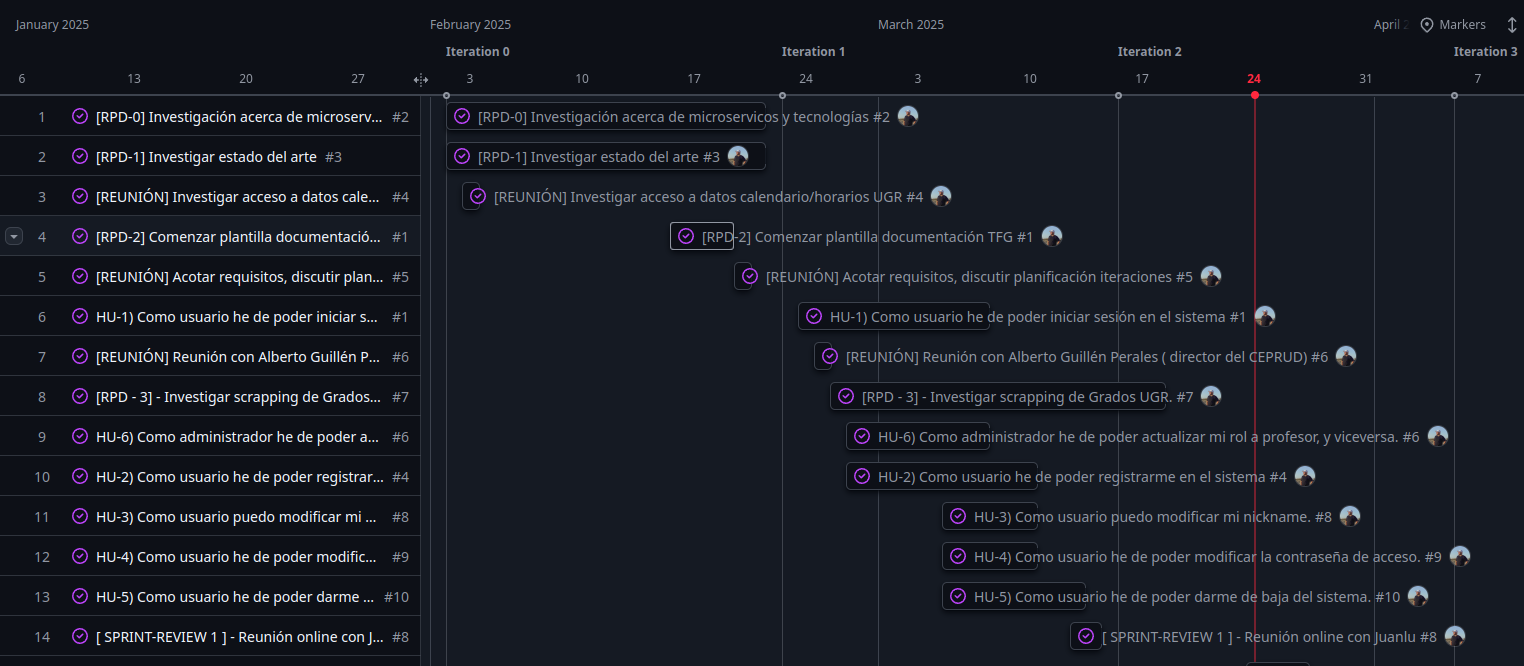 January 2025 February 2025 March 2025 April 2 Markers
Iteration 0 Iteration 1 Iteration 2 Iteration 3
6 13 20 27 3 10 17 24 3 10 17 24 31 7
1 [RPD-0] Investigación acerca de microserv... #2 [RPD-0] Investigación acerca de microservicos y tecnologías #2
2 [RPD-1] Investigar estado del arte #3 [RPD-1] Investigar estado del arte #3
3 [REUNIÓN] Investigar acceso a datos cale... #4 [REUNIÓN] Investigar acceso a datos calendario/horarios UGR #4
4 [RPD-2] Comenzar plantilla documentació... #1 [RPD-2] Comenzar plantilla documentación TFG #1
5 [REUNIÓN] Acotar requisitos, discutir plan... #5 [REUNIÓN] Acotar requisitos, discutir planificación iteraciones #5
6 HU-1) Como usuario he de poder iniciar s... #1 HU-1) Como usuario he de poder iniciar sesión en el sistema #1
7 [REUNIÓN] Reunión con Alberto Guillén P... #6 [REUNIÓN] Reunión con Alberto Guillén Perales ( director del CEPRUD) #6
8 [RPD - 3] - Investigar scrapping de Grados... #7 [RPD - 3] - Investigar scrapping de Grados UGR. #7
9 HU-6) Como administrador he de poder a... #6 HU-6) Como administrador he de poder actualizar mi rol a profesor, y viceversa. #6
10 HU-2) Como usuario he de poder registrar... #4 HU-2) Como usuario he de poder registrarme en el sistema #4
11 HU-3) Como usuario puedo modificar mi ... #8 HU-3) Como usuario puedo modificar mi nickname. #8
12 HU-4) Como usuario he de poder modific... #9 HU-4) Como usuario he de poder modificar la contraseña de acceso. #9
13 HU-5) Como usuario he de poder darme ... #10 HU-5) Como usuario he de poder darme de baja del sistema. #10
14 [ SPRINT-REVIEW 1 ] - Reunión online con J... #8 [ SPRINT-REVIEW 1 ] - Reunión online con Juanlu #8